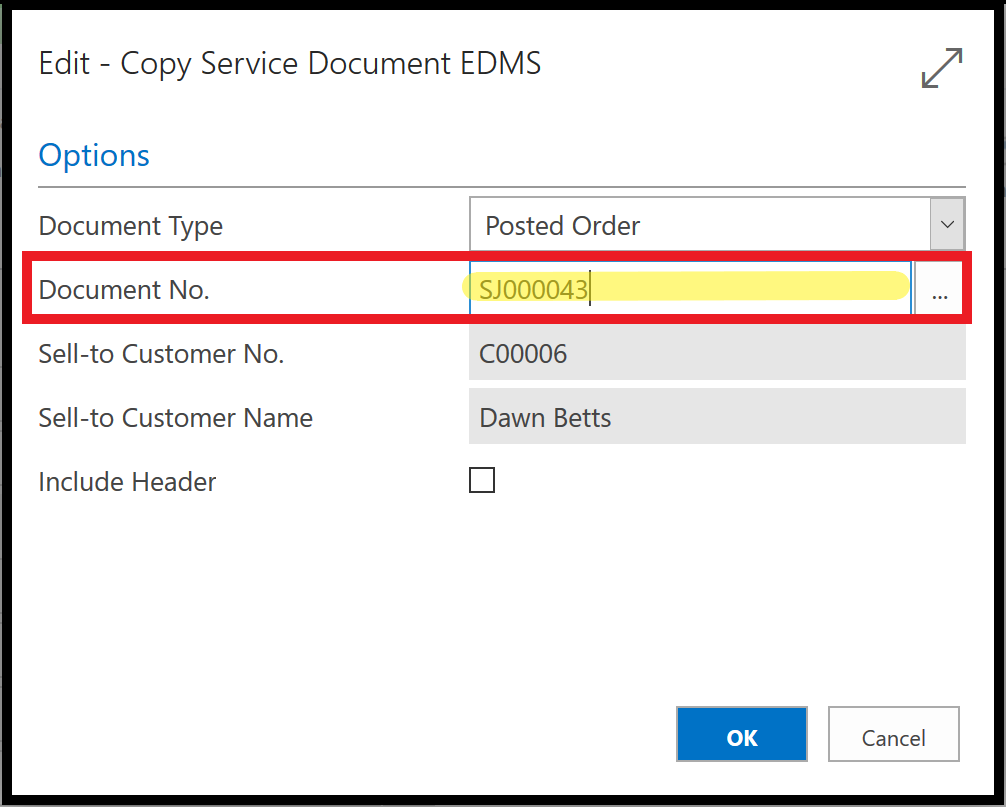 Edit - Copy Service Document EDMS
Options
Document Type Posted Order
Document No. SJ000043 ...
Sell-to Customer No. C00006
Sell-to Customer Name Dawn Betts
Include Header
OK Cancel